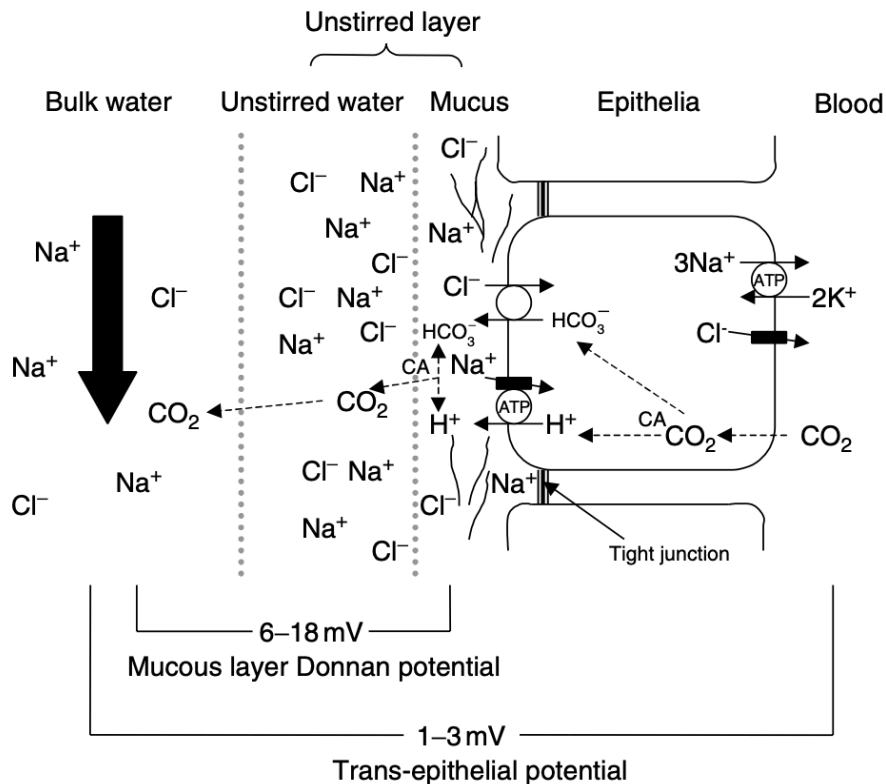 Unstirred layer
Bulk water Unstirred water Mucus Epithelia Blood
Cl⁻
Cl⁻ Na⁺
Na⁺ Na⁺
Na⁺ Cl⁻ 3Na⁺
ATP
Cl⁻ Cl⁻ Na⁺ Cl⁻ 2K⁺
Na⁺ Cl⁻ HCO₃⁻ HCO₃⁻ Cl⁻
Na⁺ CA Na⁺
CO₂ CO₂ ATP
H⁺ H⁺ CA CO₂ CO₂
Na⁺ Cl⁻ Na⁺ Na⁺
Cl⁻ Cl⁻
Na⁺
Cl⁻ Tight junction
6–18 mV
Mucous layer Donnan potential
1–3 mV
Trans-epithelial potential